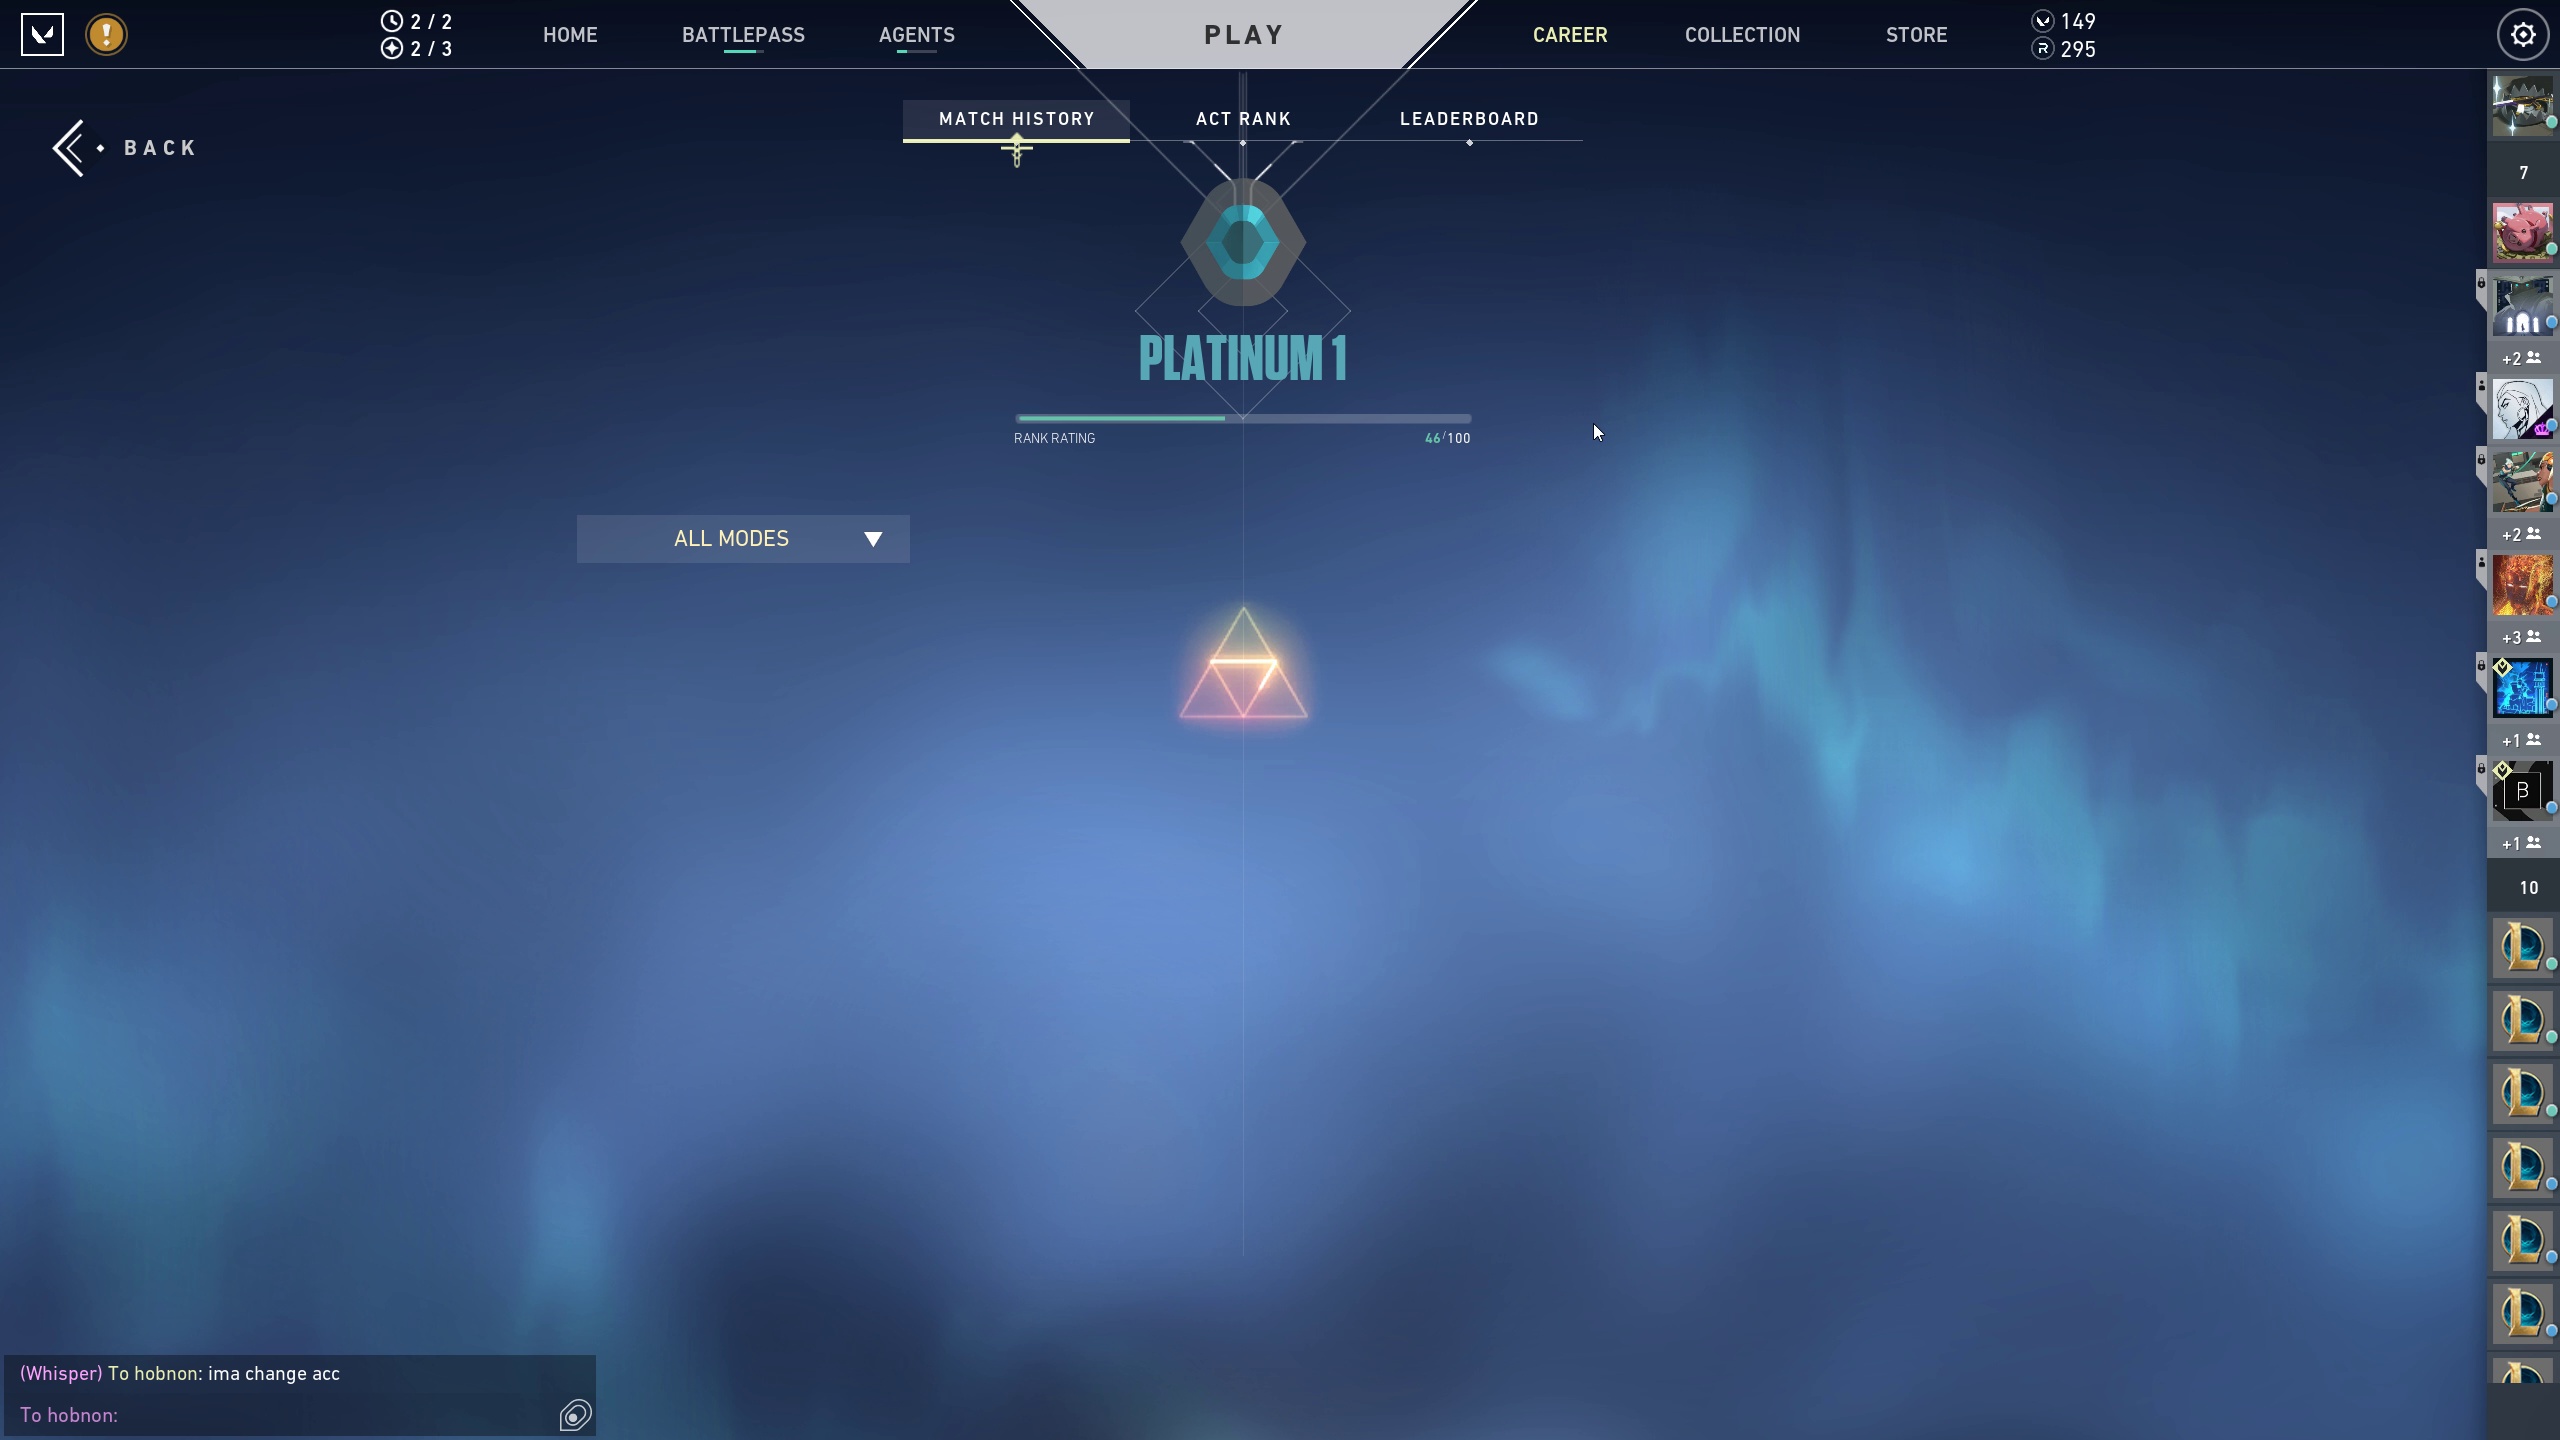 2 / 2
2 / 3
HOME
BATTLEPASS
AGENTS
PLAY
CAREER
COLLECTION
STORE
149
R 295
BACK
MATCH HISTORY
ACT RANK
LEADERBOARD
7
PLATINUM 1
RANK RATING
46/100
+2
ALL MODES
+2
+3
+1
B
+1
10
(Whisper) To hobnon: ima change acc
To hobnon: